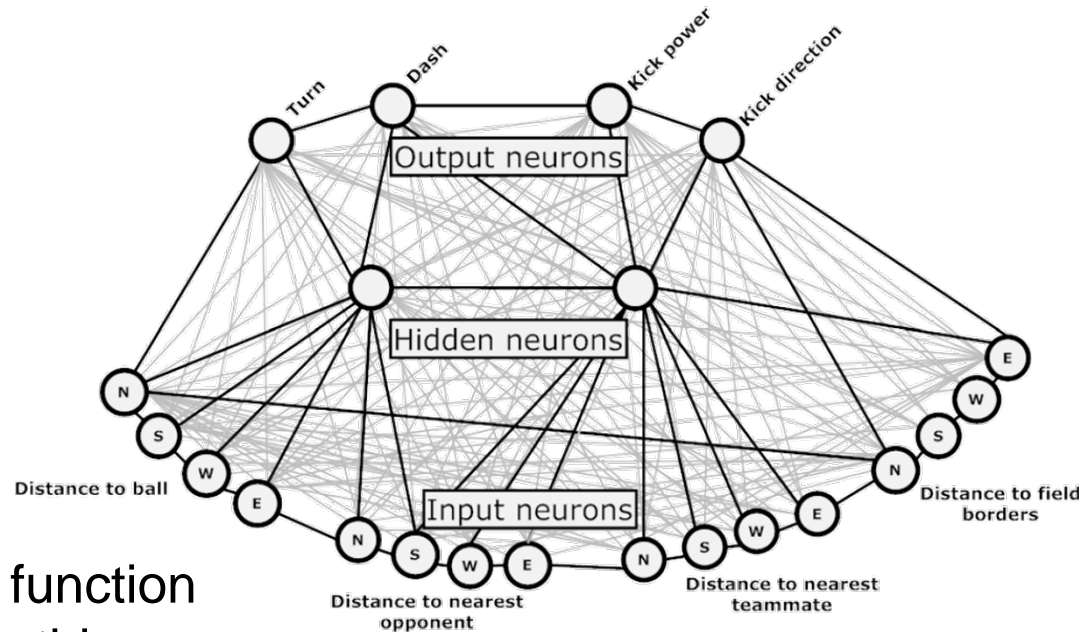 Turn
Dash
Kick power
Kick direction
Output neurons
Hidden neurons
N
S
W
E
Distance to ball
Input neurons
N
S
W
E
Distance to nearest
opponent
N
S
W
E
Distance to nearest
teammate
N
S
W
E
Distance to field
borders
function